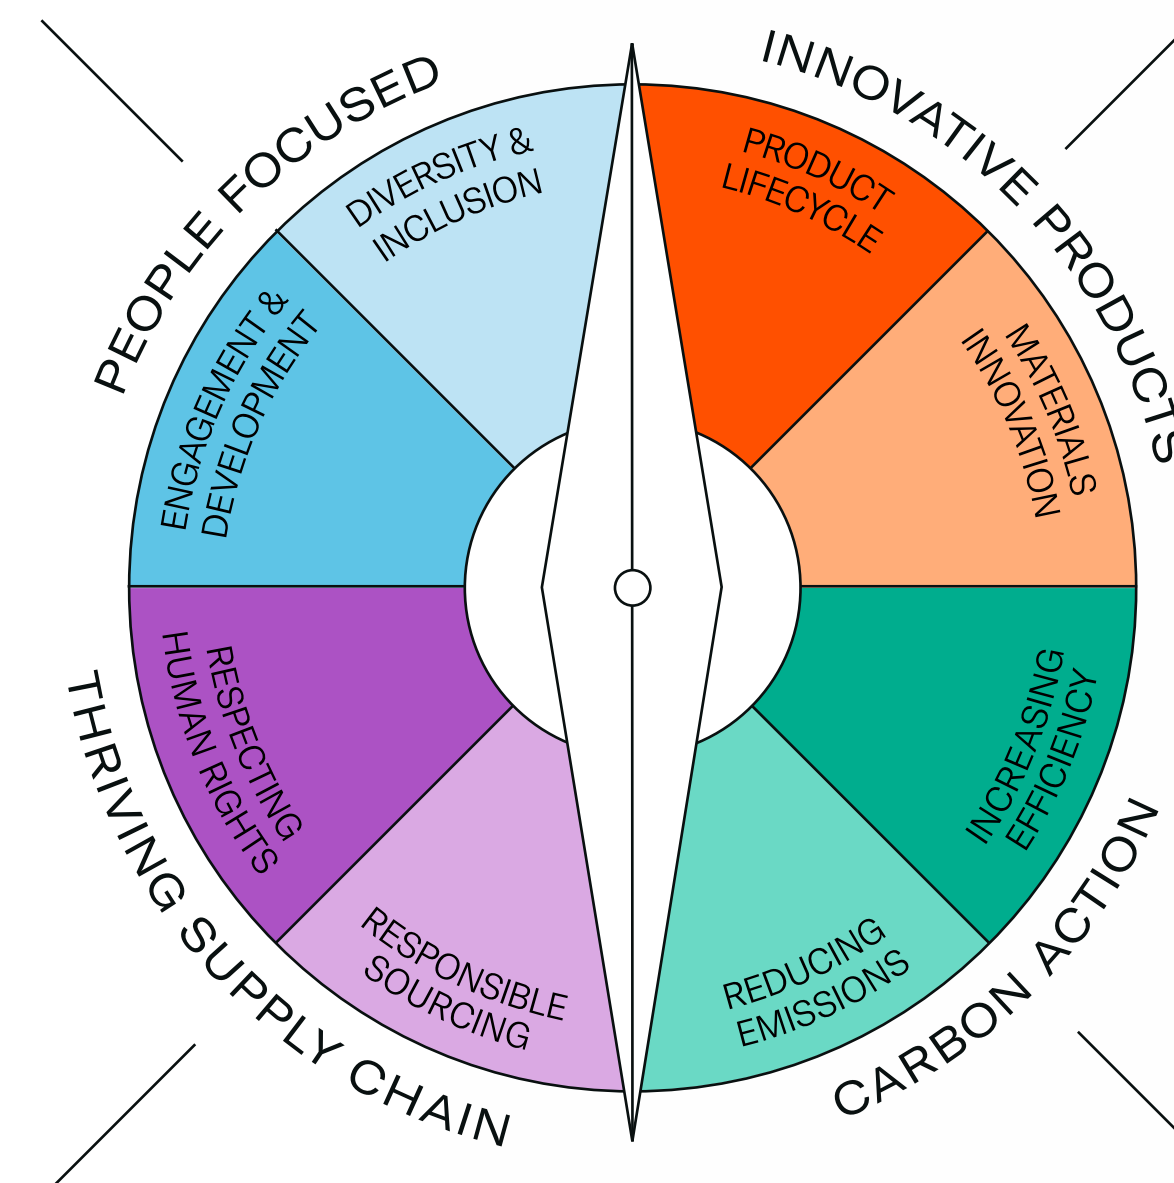 PEOPLE FOCUSED
DIVERSITY &
INCLUSION
ENGAGEMENT &
DEVELOPMENT
INNOVATIVE PRODUCTS
PRODUCT
LIFECYCLE
MATERIALS
INNOVATION
THRIVING SUPPLY CHAIN
RESPECTING
HUMAN RIGHTS
RESPONSIBLE
SOURCING
CARBON ACTION
INCREASING
EFFICIENCY
REDUCING
EMISSIONS